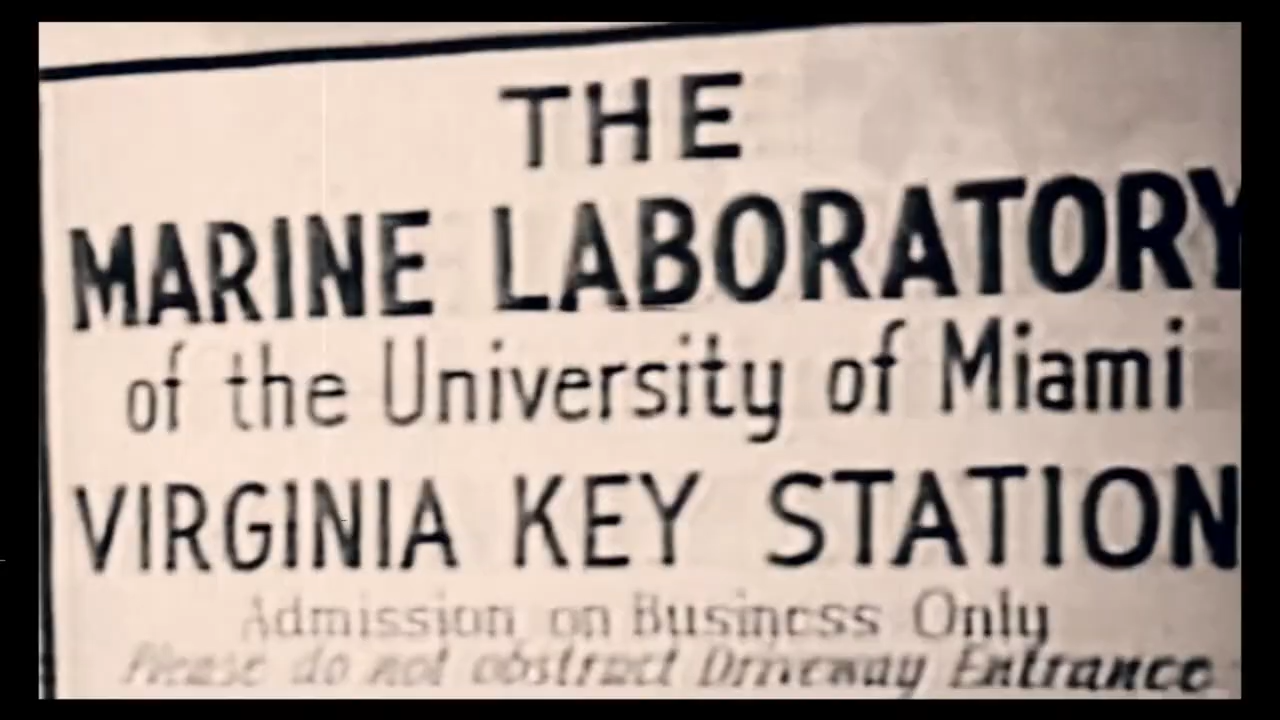 THE
MARINE LABORATORY
of the University of Miami
VIRGINIA KEY STATION
Admission on Business Only
Please do not obstruct Driveway Entrance